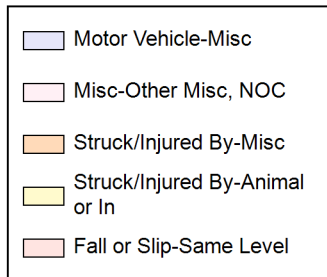 Motor Vehicle-Misc
Misc-Other Misc, NOC
Struck/Injured By-Misc
Struck/Injured By-Animal
or In
Fall or Slip-Same Level